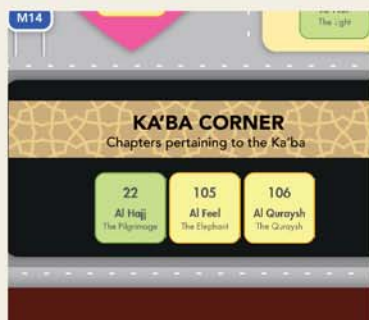 M14
The Light
KA'BA CORNER
Chapters pertaining to the Ka'ba
22
Al Hajj
The Pilgrimage
105
Al Feel
The Elephant
106
Al Quraysh
The Quraysh